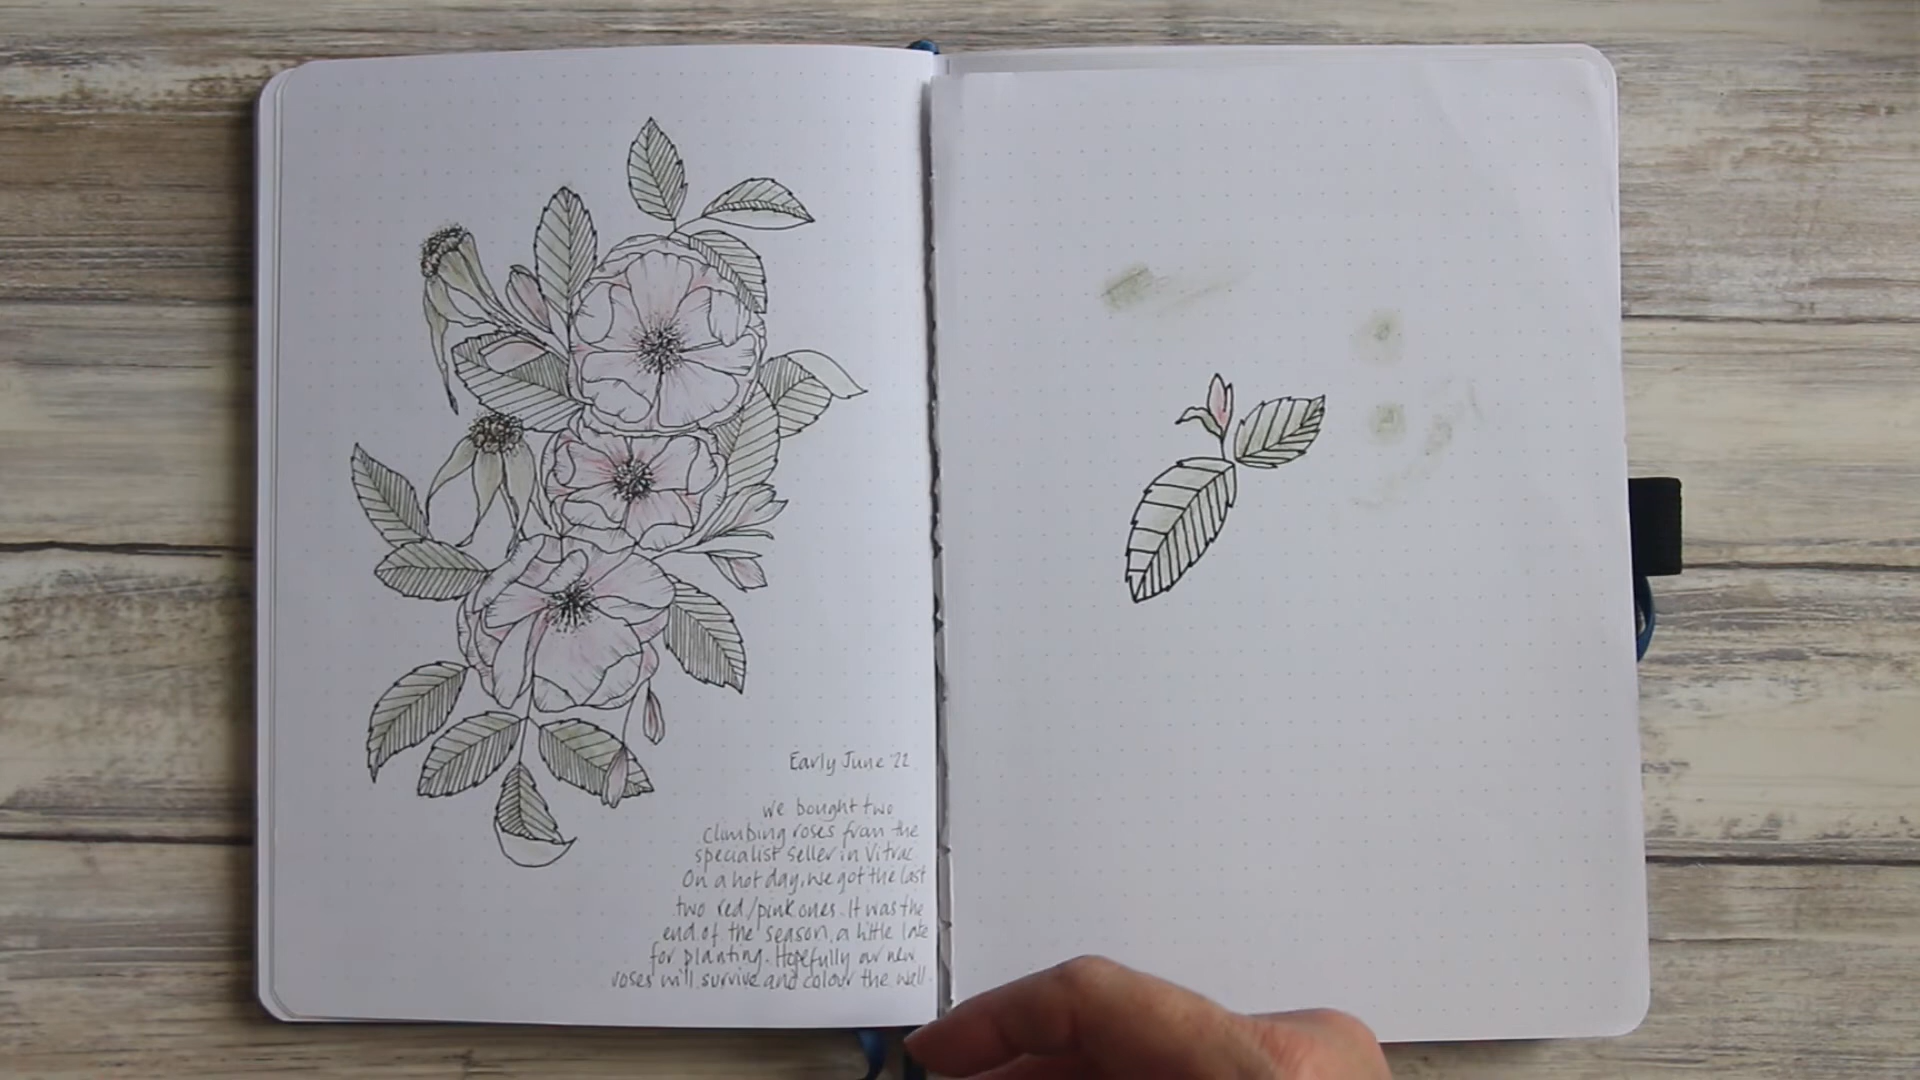 Early June '22
we bought two
climbing roses from the
specialist seller in Vitrac.
On a hot day, we got the last
two red/pink ones. It was the
end of the season, a little late
for planting. Hopefully our new
roses will survive and colour the wall.